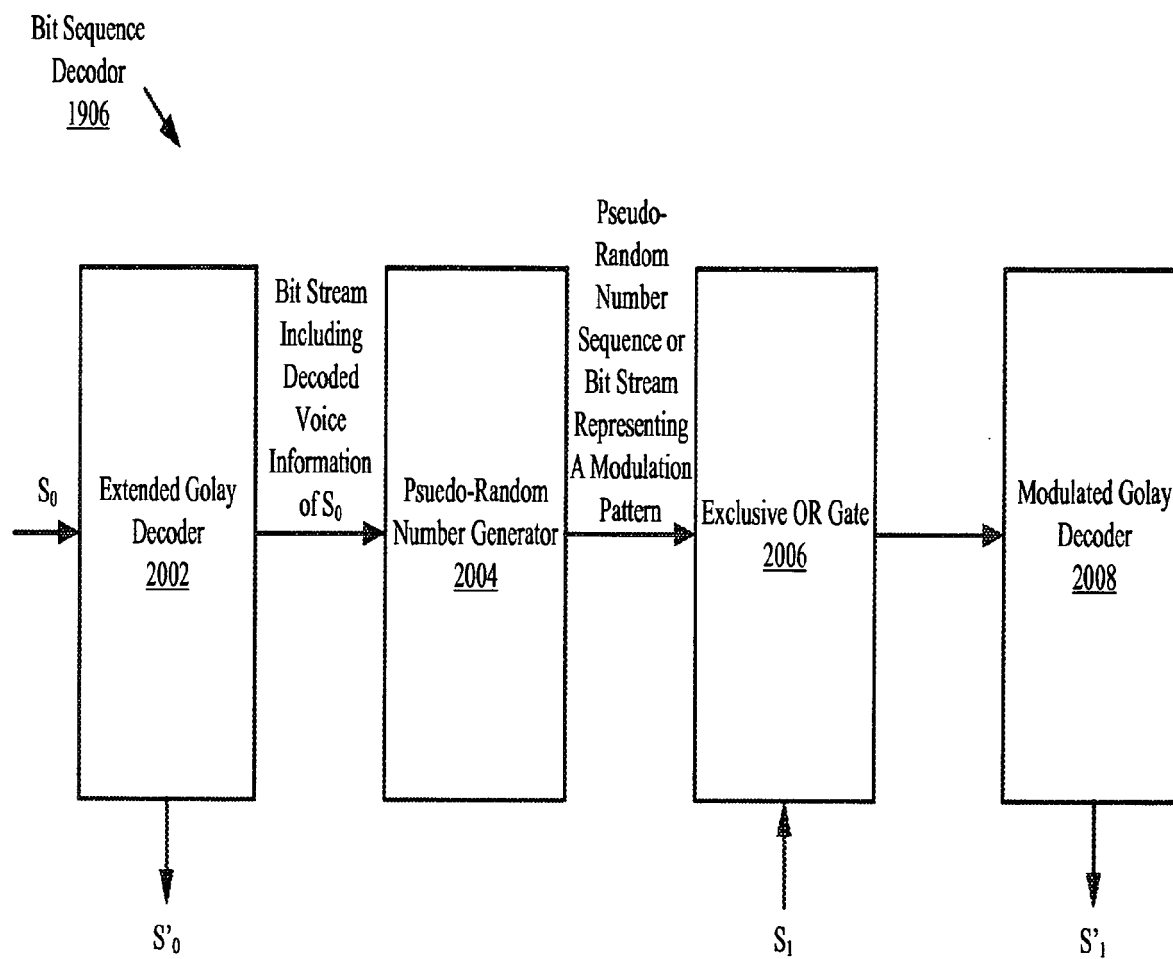 Bit Sequence
Decodor
1906
S0
Extended Golay
Decoder
2002
Bit Stream
Including
Decoded
Voice
Information
of S0
Psuedo-Random
Number Generator
2004
Pseudo-
Random
Number
Sequence or
Bit Stream
Representing
A Modulation
Pattern
Exclusive OR Gate
2006
Modulated Golay
Decoder
2008
S'0
S1
S'1